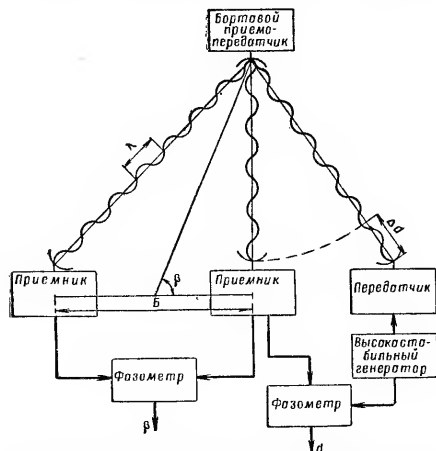 Бортовой
приемо-
передатчик
λ
Δd
Приемник
Приемник
Передатчик
β
Б
Высокоста-
бильный
генератор
Фазометр
Фазометр
β
d